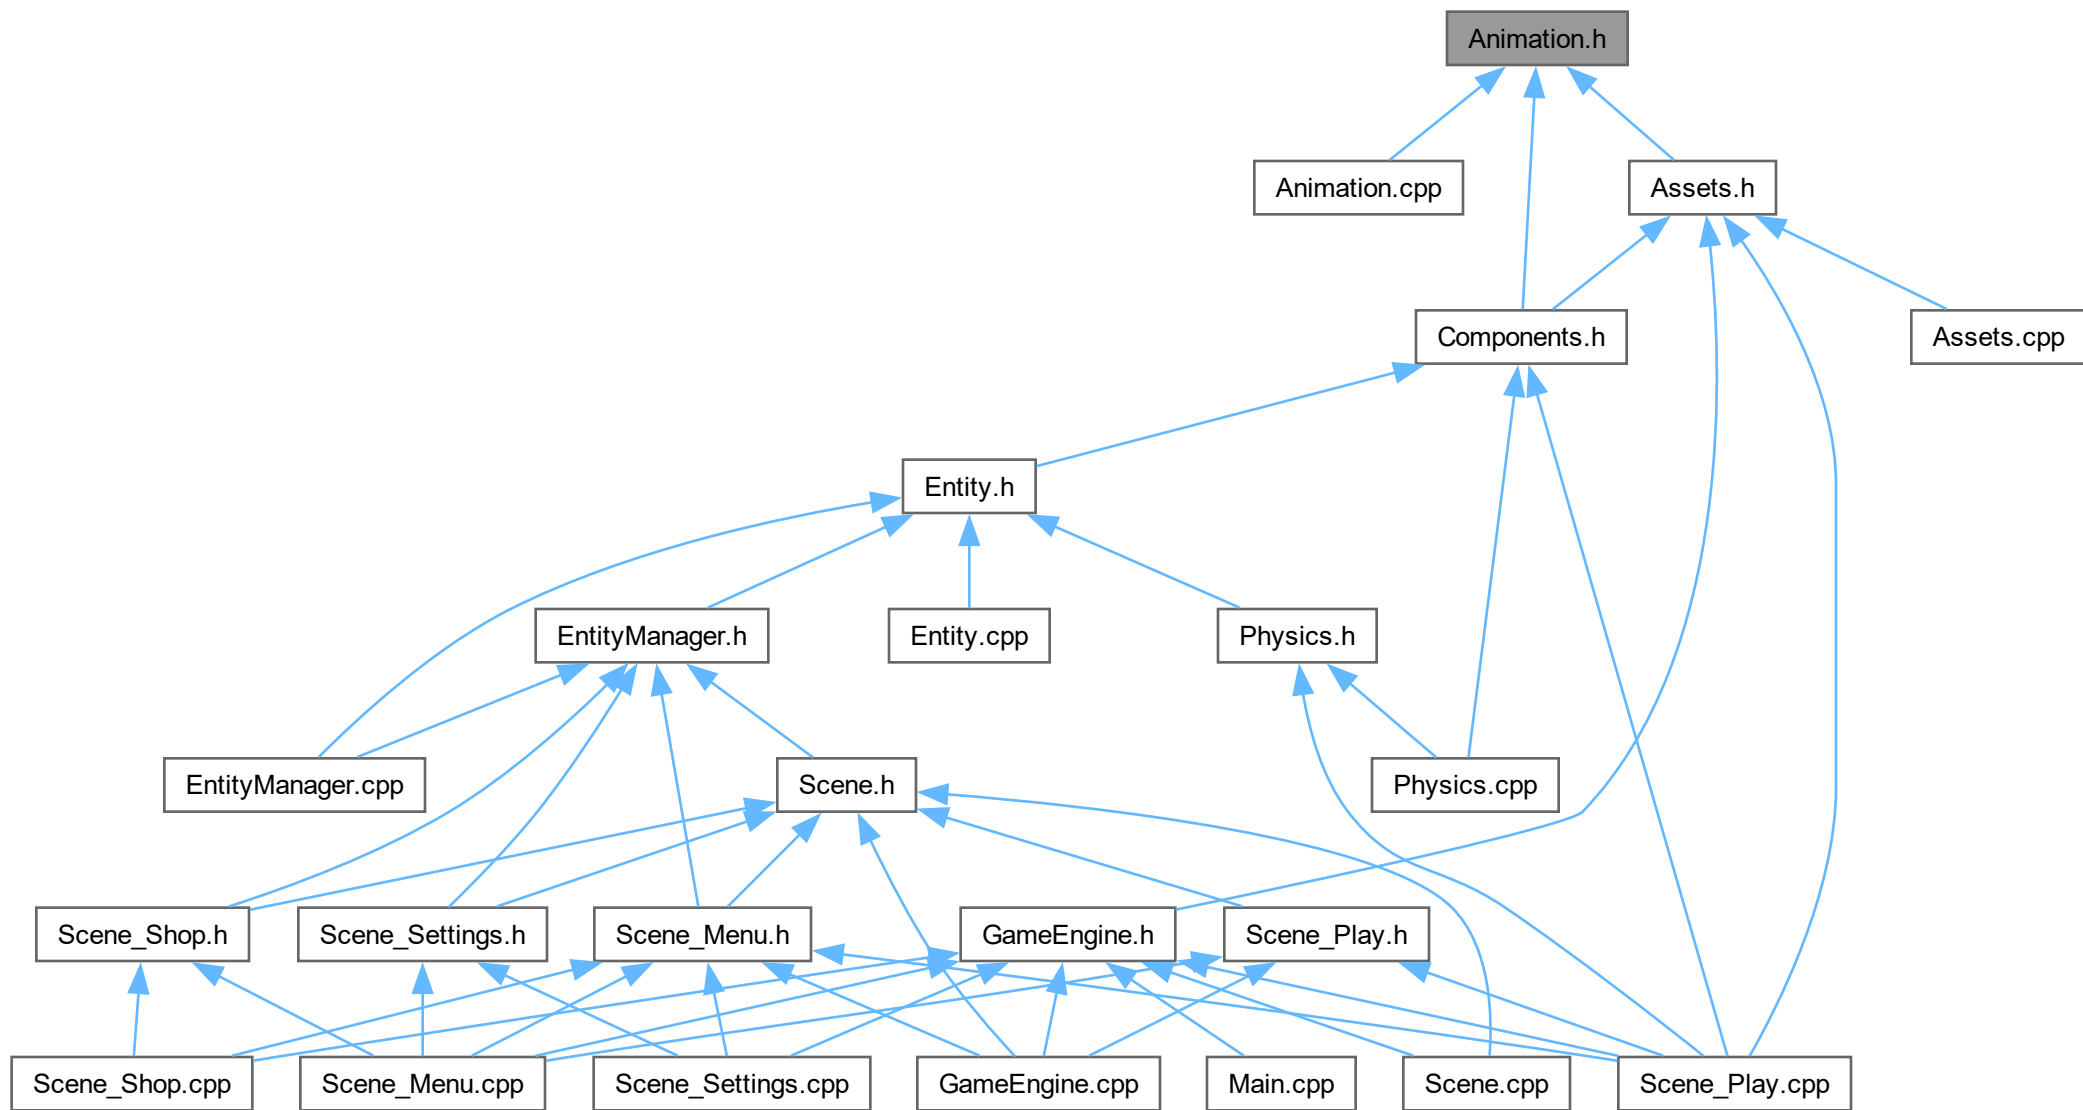 Animation.h
Animation.cpp
Assets.h
Components.h
Assets.cpp
Entity.h
EntityManager.h
Entity.cpp
Physics.h
EntityManager.cpp
Scene.h
Physics.cpp
Scene_Shop.h
Scene_Settings.h
Scene_Menu.h
GameEngine.h
Scene_Play.h
Scene_Shop.cpp
Scene_Menu.cpp
Scene_Settings.cpp
GameEngine.cpp
Main.cpp
Scene.cpp
Scene_Play.cpp